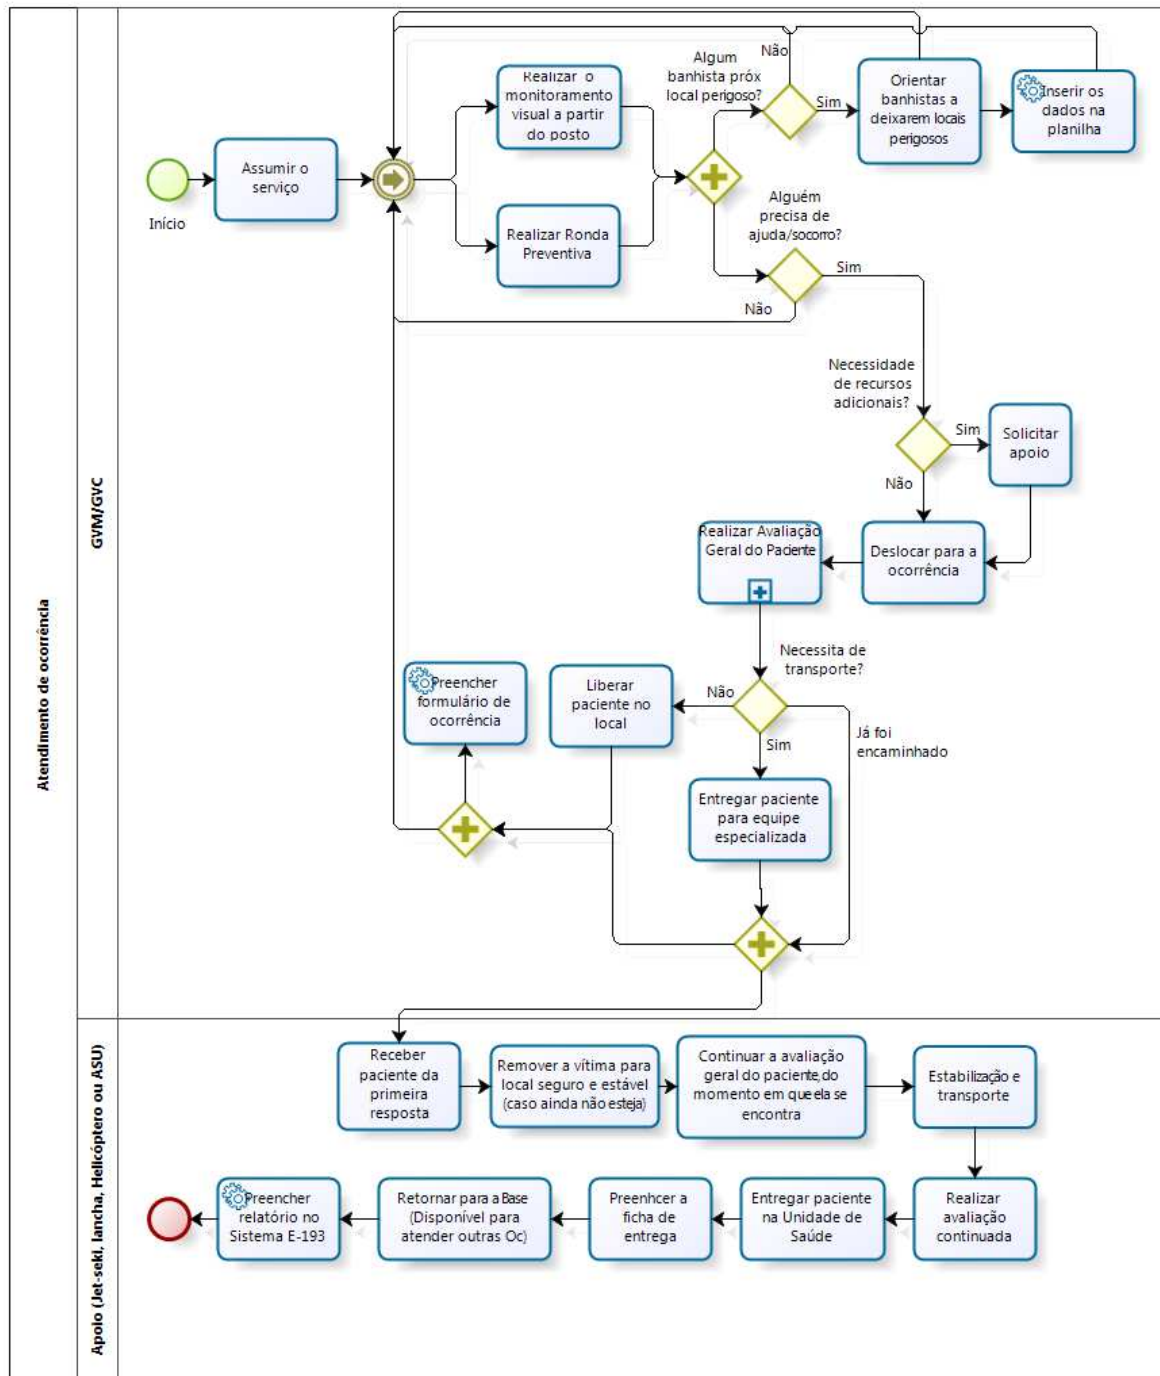 Atendimento de ocorrência
GVM/GVC
Início
Assumir o
serviço
Realizar o
monitoramento
visual a partir
do posto
Realizar Ronda
Preventiva
Algum
banhista próx
local perigoso?
Não
Sim
Orientar
banhistas a
deixarem locais
perigosos
Inserir os
dados na
planilha
Alguém
precisa de
ajuda/socorro?
Sim
Não
Necessidade
de recursos
adicionais?
Sim
Não
Solicitar
apoio
Deslocar para a
ocorrência
Realizar Avaliação
Geral do Paciente
Necessita de
transporte?
Não
Sim
Já foi
encaminhado
Liberar
paciente no
local
Preencher
formulário de
ocorrência
Entregar paciente
para equipe
especializada
Apoio (Jet-seki, lancha, Helicóptero ou ASU)
Receber
paciente da
primeira
resposta
Remover a vítima para
local seguro e estável
(caso ainda não esteja)
Continuar a avaliação
geral do paciente,do
momento em que ela se
encontra
Estabilização e
transporte
Realizar
avaliação
continuada
Entregar paciente
na Unidade de
Saúde
Preenhcer a
ficha de
entrega
Retornar para a Base
(Disponível para
atender outras Oc)
Preencher
relatório no
Sistema E-193